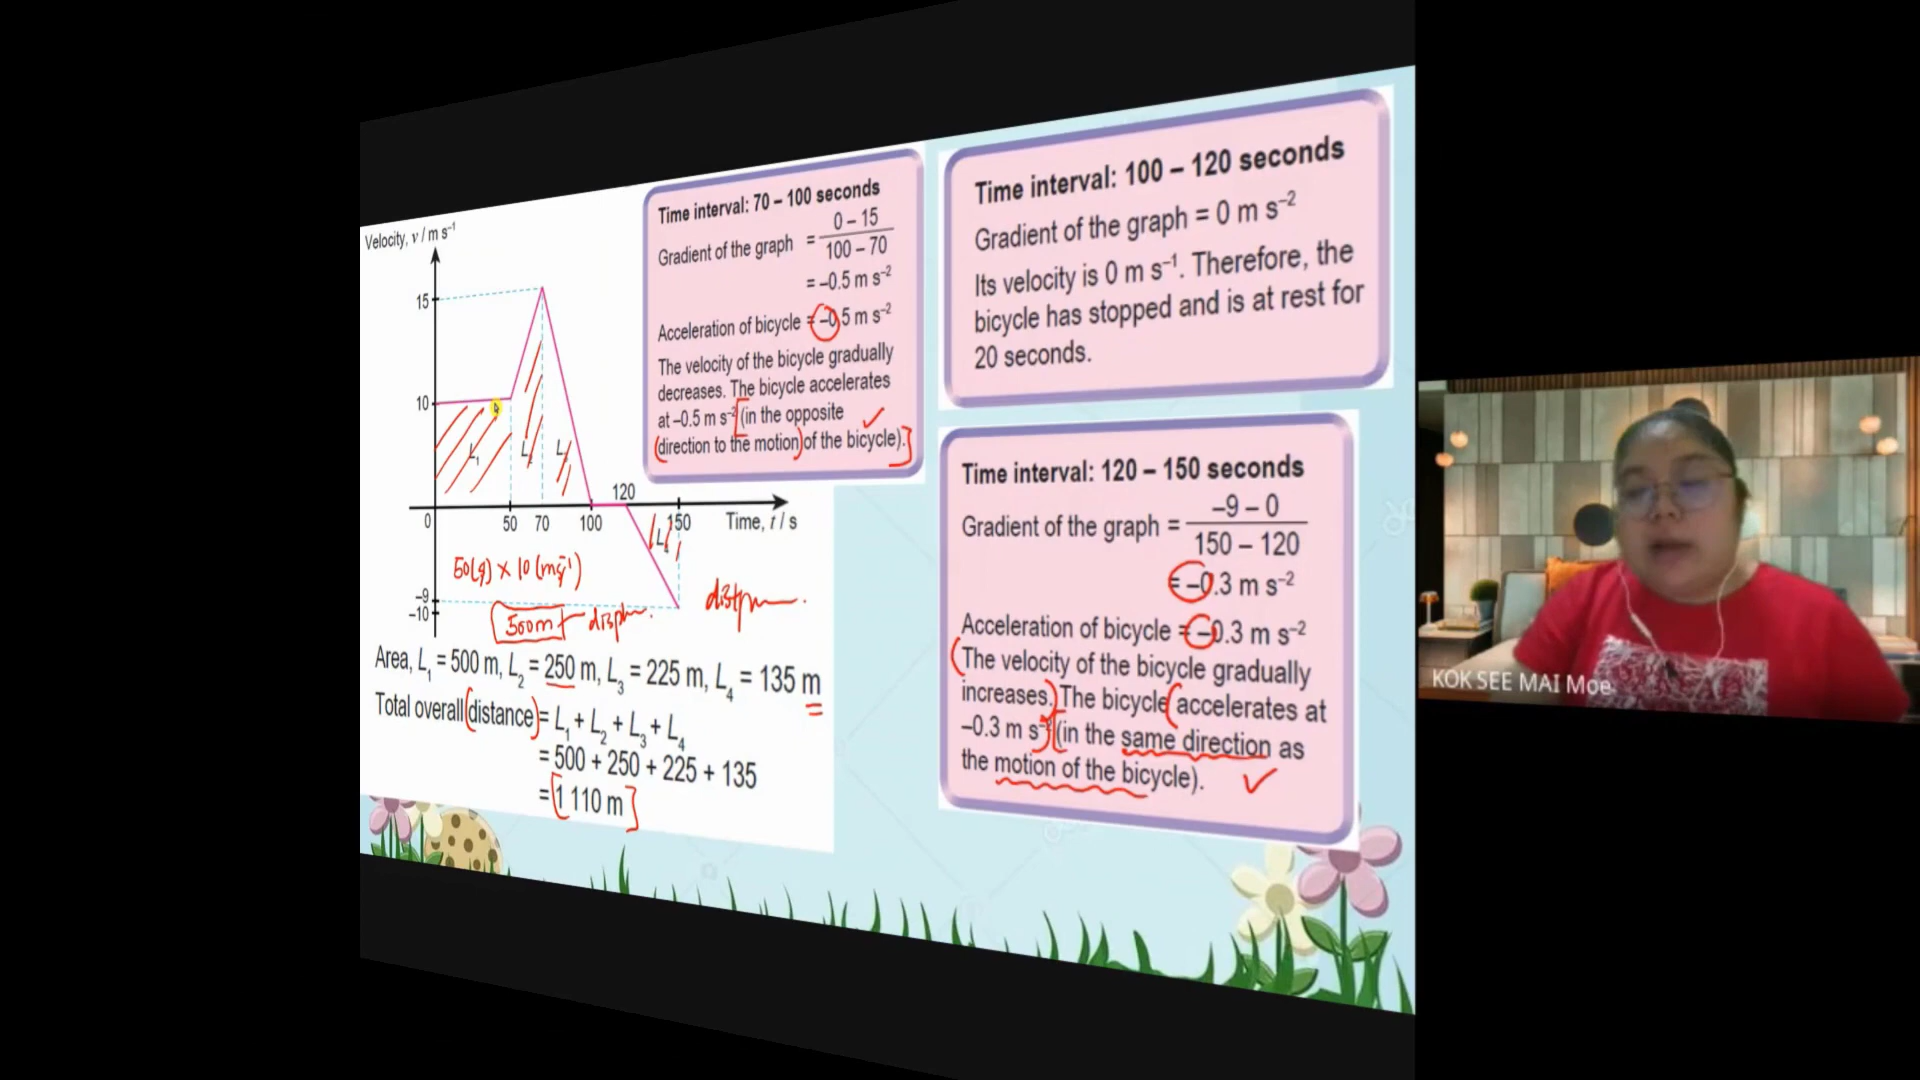 Velocity, v / m s⁻¹
15
10
0
50
70
100
120
150
Time, t / s
–9
–10
L₁
L
L
L
50(s) × 10 (ms⁻¹)
500m
Area, L₁ = 500 m, L₂ = 250 m, L₃ = 225 m, L₄ = 135 m
Total overall distance = L₁ + L₂ + L₃ + L₄
= 500 + 250 + 225 + 135
= 1 110 m
Time interval: 70 – 100 seconds
Gradient of the graph = 0 – 15
100 – 70
= –0.5 m s⁻²
Acceleration of bicycle = –0.5 m s⁻²
The velocity of the bicycle gradually
decreases. The bicycle accelerates
at –0.5 m s⁻² (in the opposite
direction to the motion of the bicycle).
Time interval: 100 – 120 seconds
Gradient of the graph = 0 m s⁻²
Its velocity is 0 m s⁻¹. Therefore, the
bicycle has stopped and is at rest for
20 seconds.
Time interval: 120 – 150 seconds
Gradient of the graph = –9 – 0
150 – 120
= –0.3 m s⁻²
Acceleration of bicycle = –0.3 m s⁻²
The velocity of the bicycle gradually
increases. The bicycle accelerates at
–0.3 m s⁻² (in the same direction as
the motion of the bicycle).
KOK SEE MAI Moe